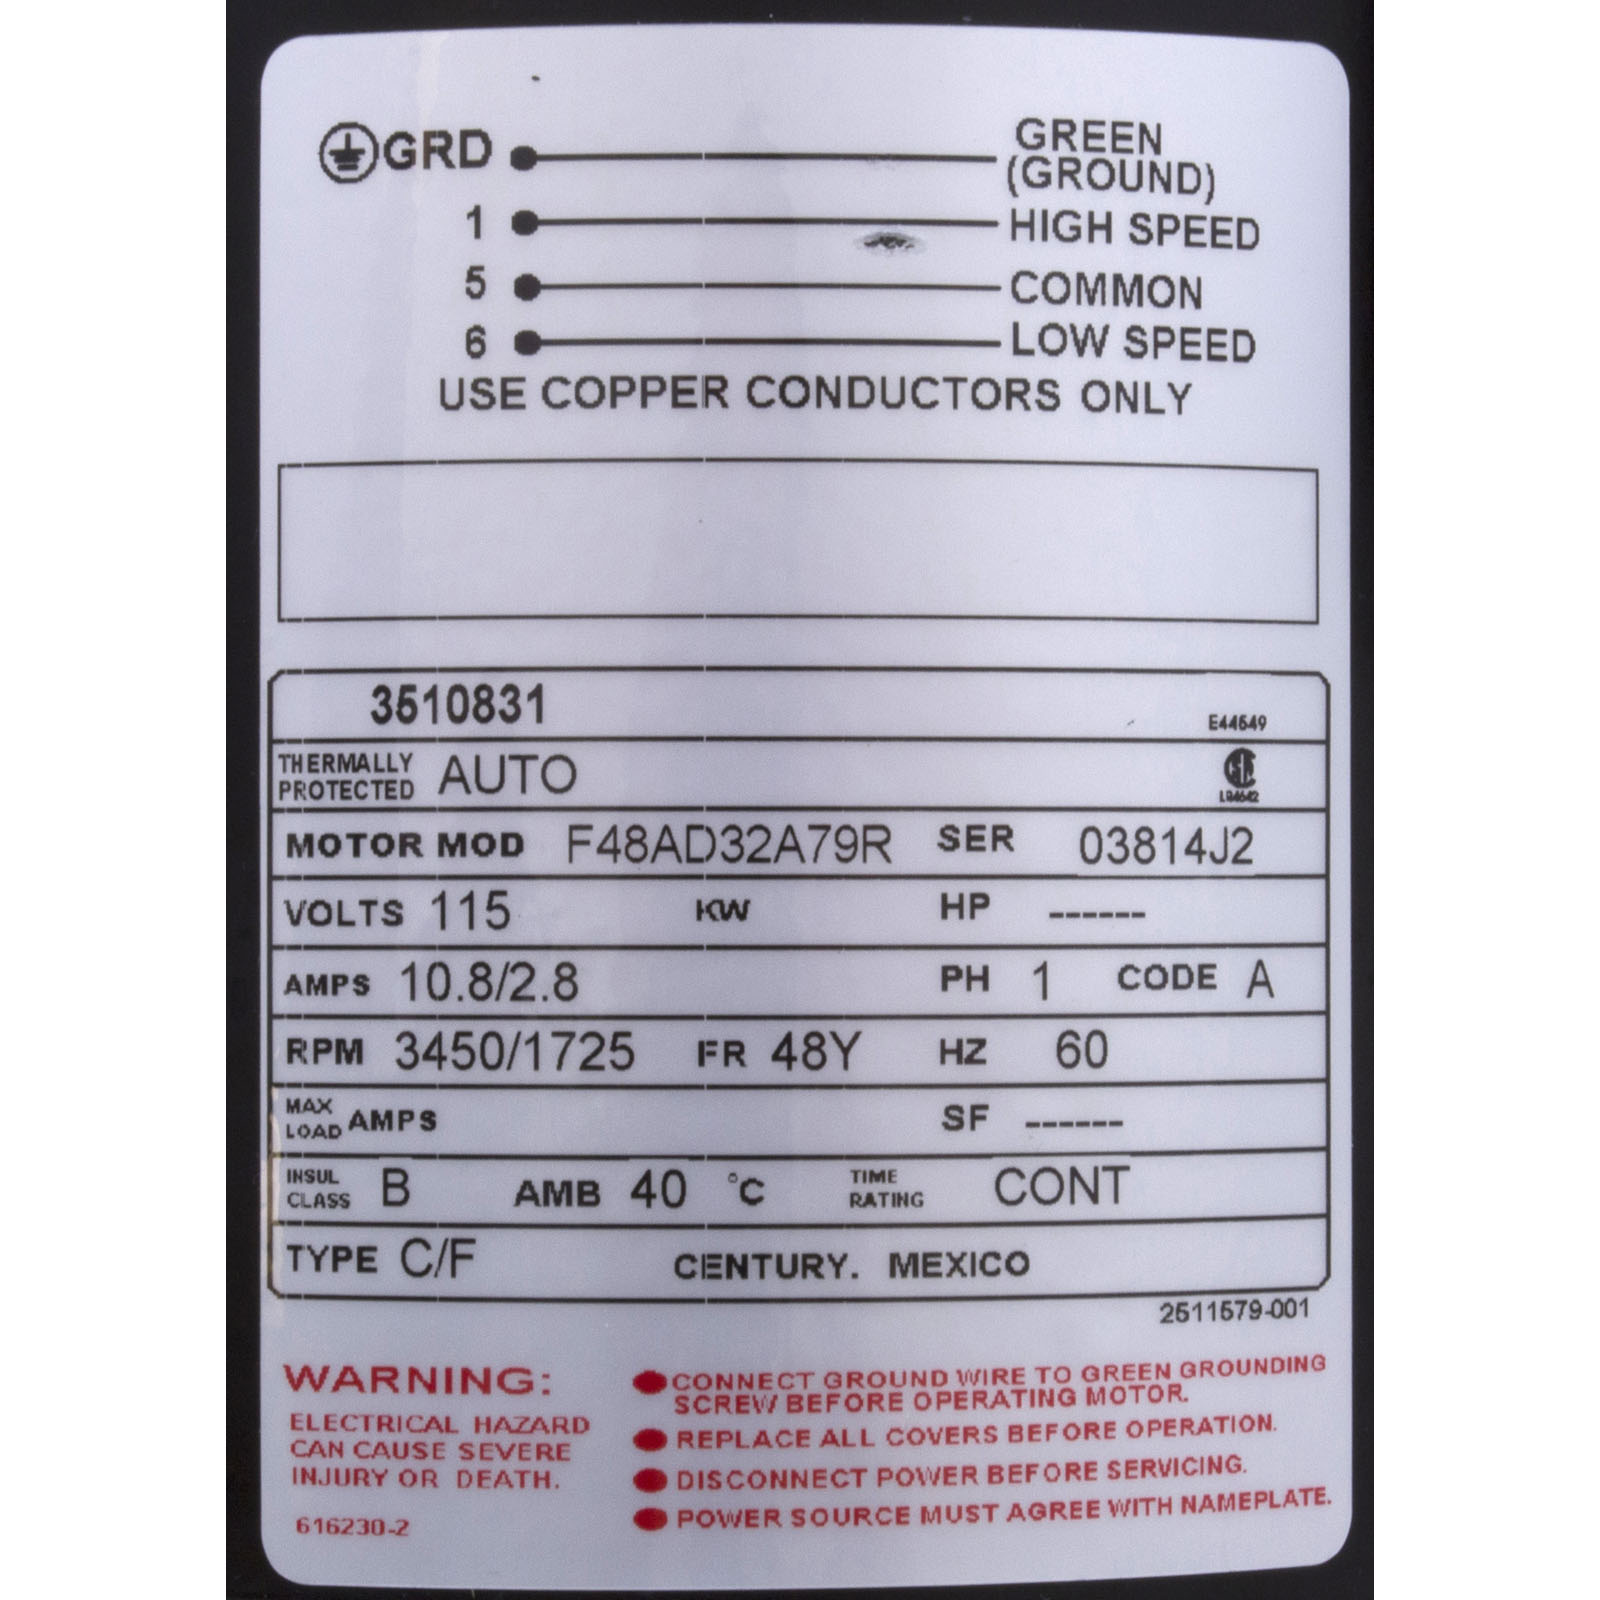 GRD GREEN (GROUND)
1 HIGH SPEED
5 COMMON
6 LOW SPEED
USE COPPER CONDUCTORS ONLY
3510831 E44549
THERMALLY PROTECTED AUTO LR4642
MOTOR MOD F48AD32A79R SER 03814J2
VOLTS 115 KW HP ------
AMPS 10.8/2.8 PH 1 CODE A
RPM 3450/1725 FR 48Y HZ 60
MAX LOAD AMPS SF ------
INSUL CLASS B AMB 40 °C TIME RATING CONT
TYPE C/F CENTURY. MEXICO
2511579-001
WARNING:
ELECTRICAL HAZARD
CAN CAUSE SEVERE
INJURY OR DEATH.
616230-2
CONNECT GROUND WIRE TO GREEN GROUNDING
SCREW BEFORE OPERATING MOTOR.
REPLACE ALL COVERS BEFORE OPERATION.
DISCONNECT POWER BEFORE SERVICING.
POWER SOURCE MUST AGREE WITH NAMEPLATE.